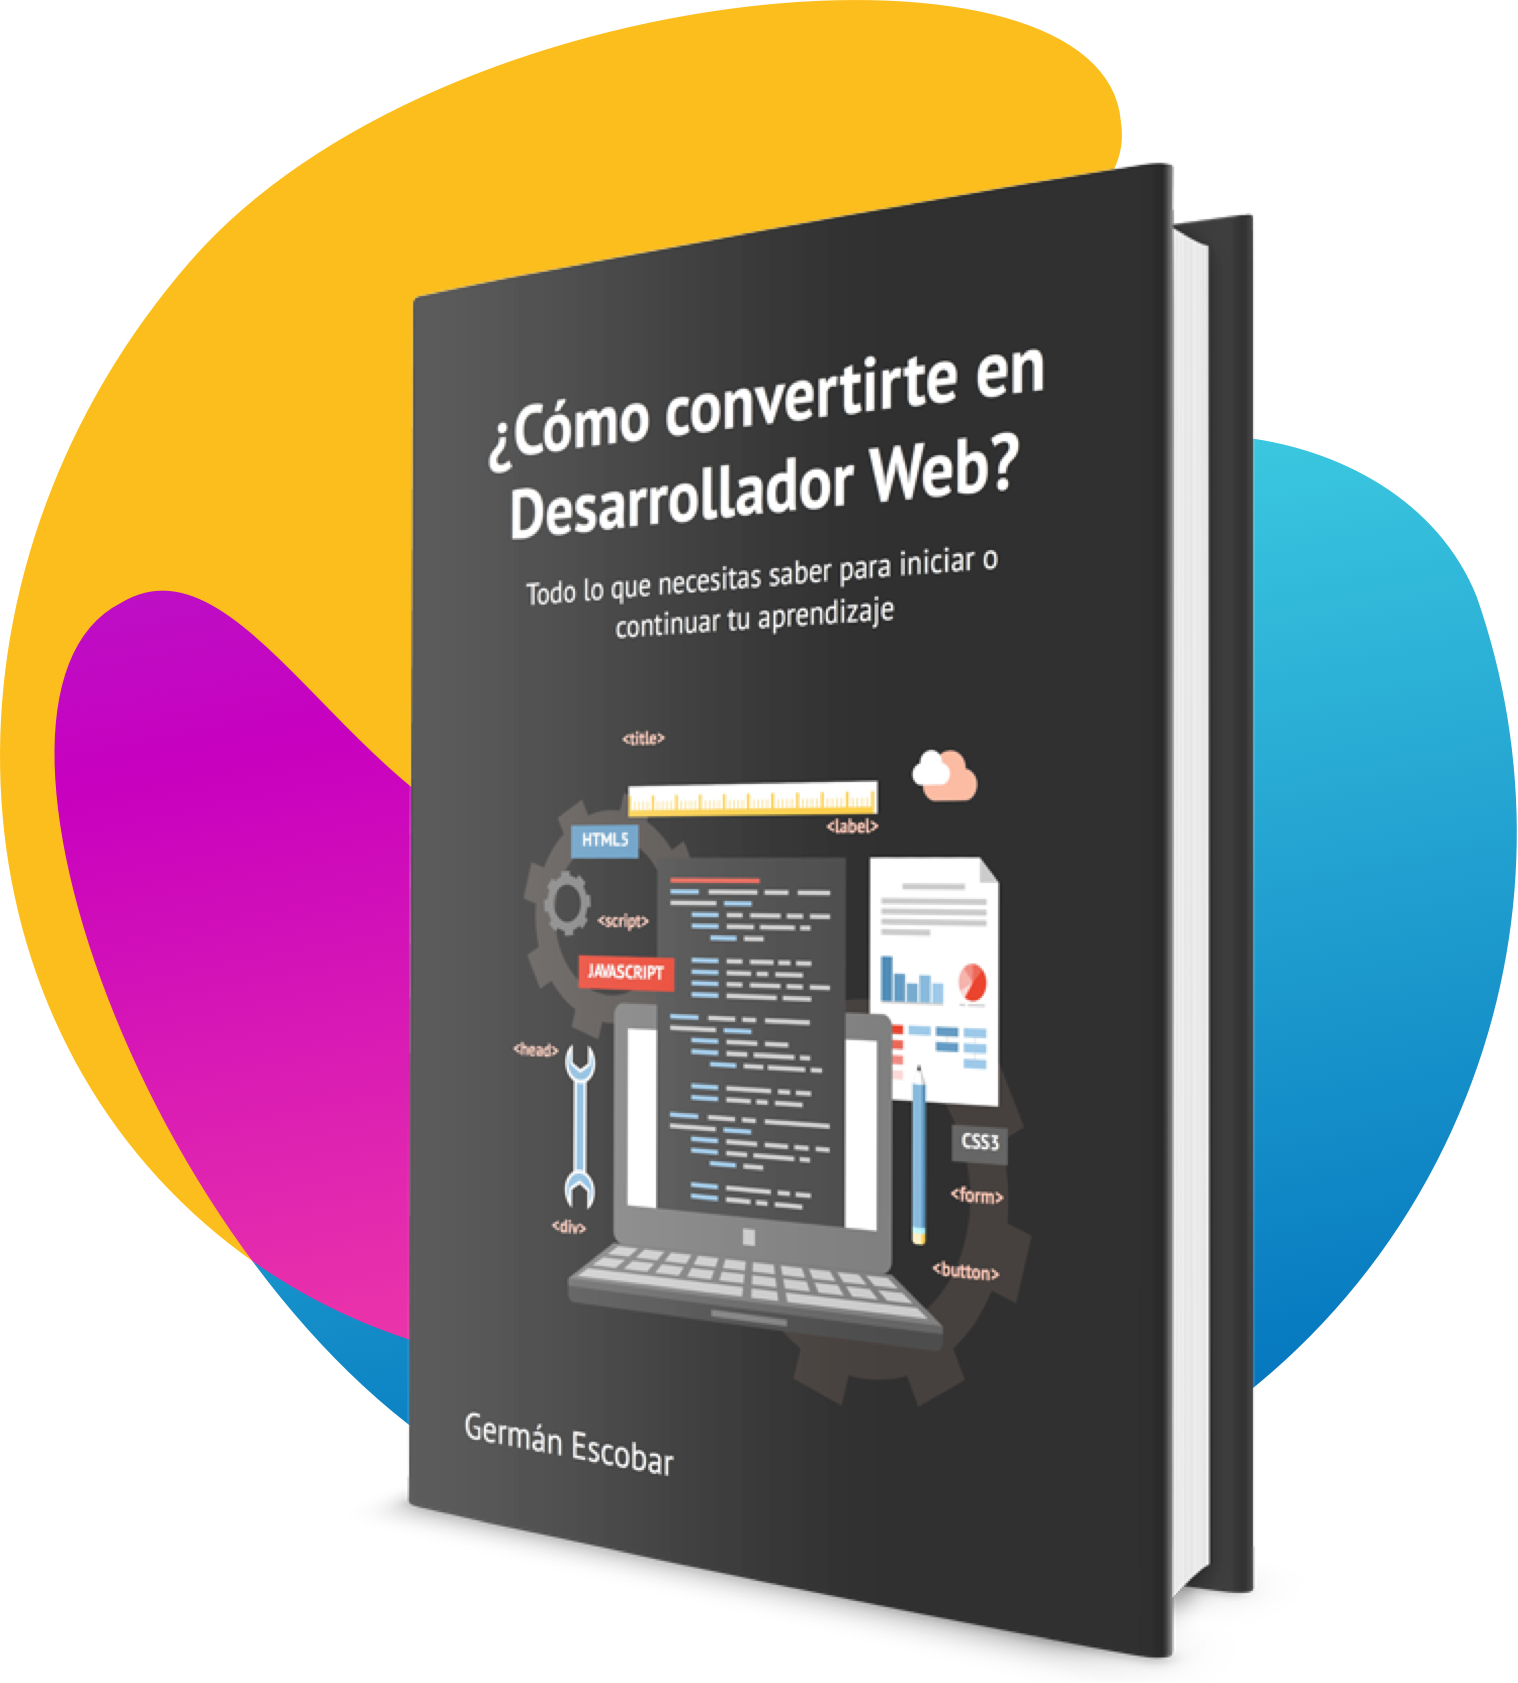 ¿Cómo convertirte en
Desarrollador Web?
Todo lo que necesitas saber para iniciar o
continuar tu aprendizaje
<title>
<label>
HTML5
<script>
JAVASCRIPT
<head>
CSS3
<form>
<div>
<button>
Germán Escobar